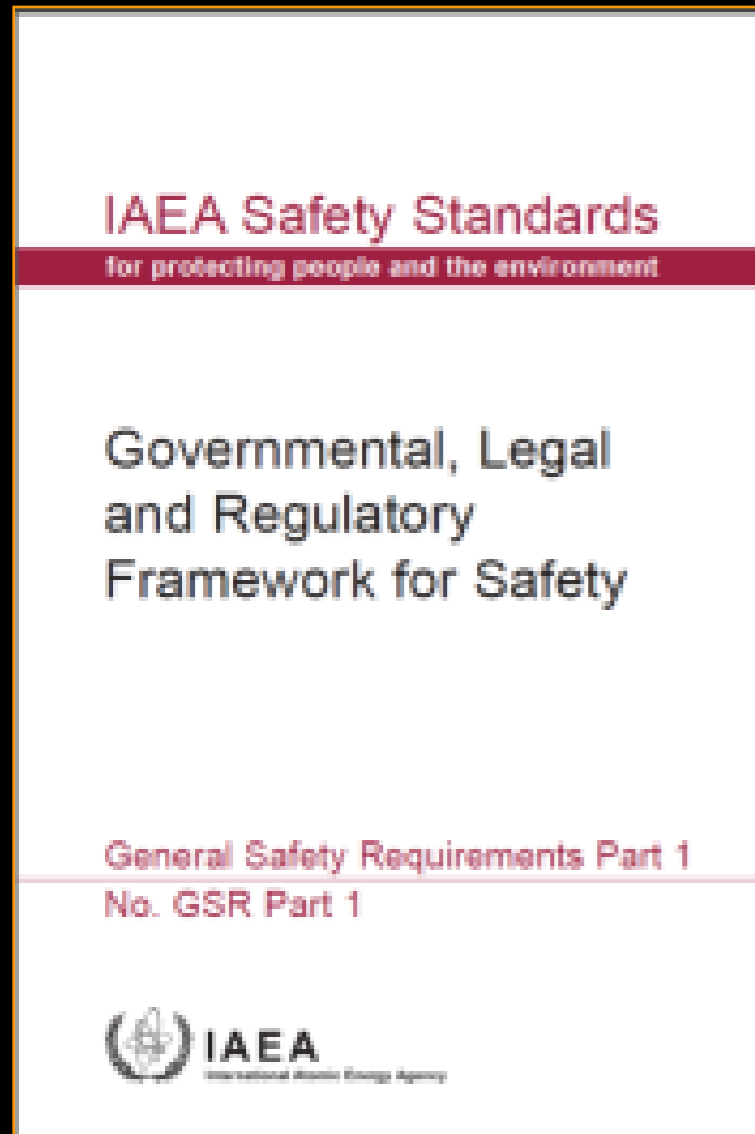 IAEA Safety Standards
for protecting people and the environment
Governmental, Legal
and Regulatory
Framework for Safety
General Safety Requirements Part 1
No. GSR Part 1
IAEA
International Atomic Energy Agency